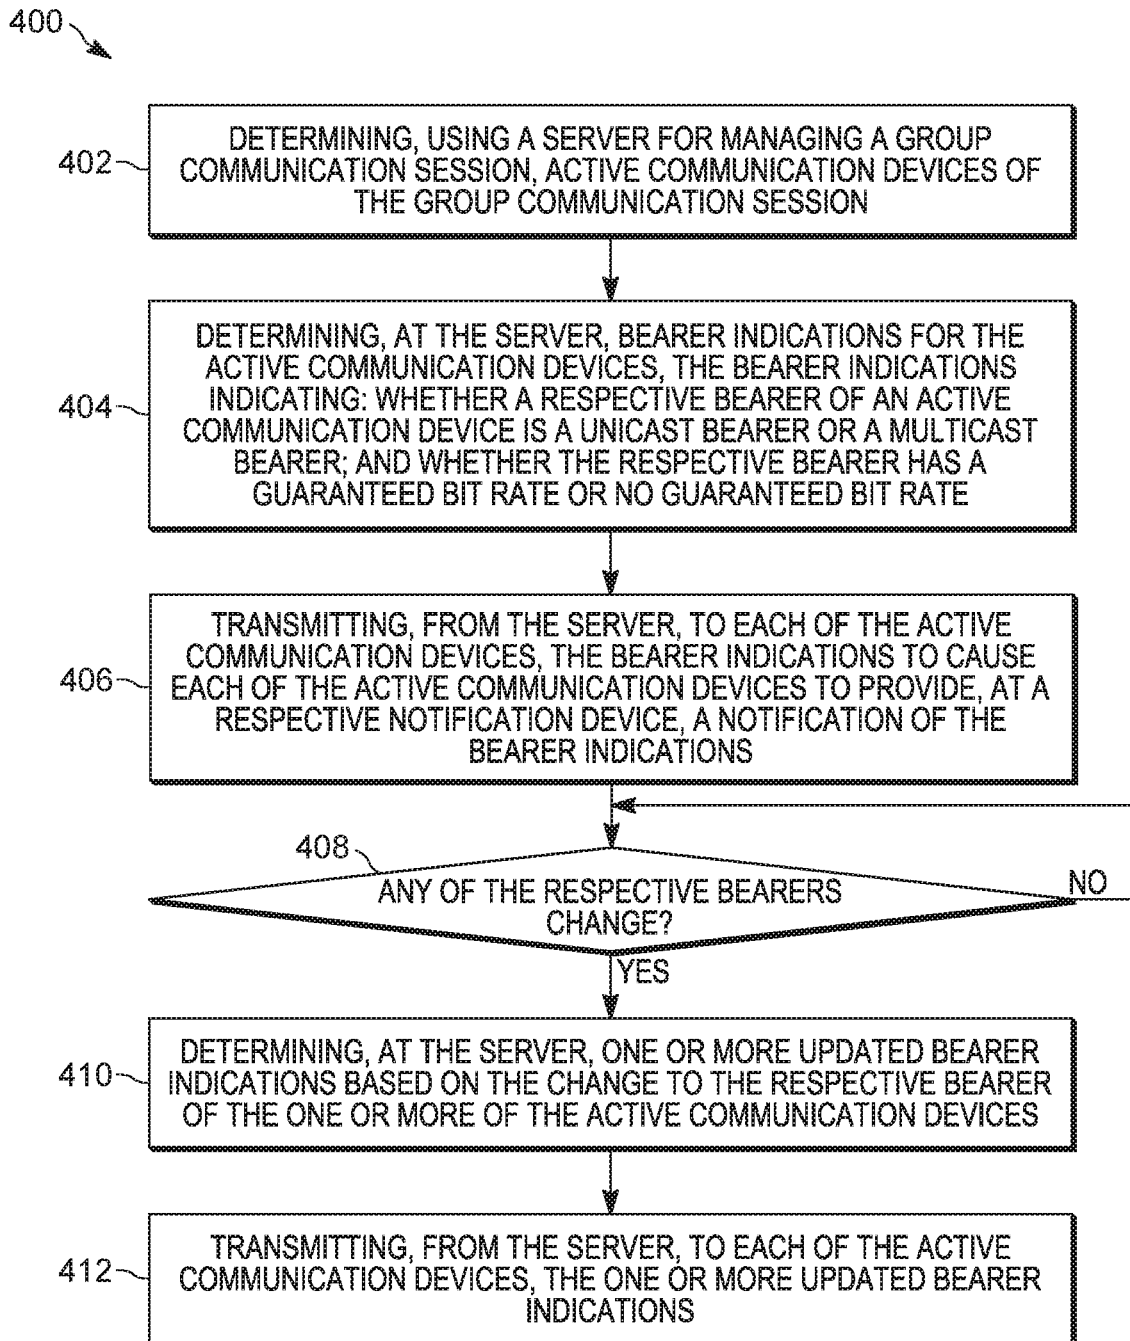 400
402
DETERMINING, USING A SERVER FOR MANAGING A GROUP
COMMUNICATION SESSION, ACTIVE COMMUNICATION DEVICES OF
THE GROUP COMMUNICATION SESSION
404
DETERMINING, AT THE SERVER, BEARER INDICATIONS FOR THE
ACTIVE COMMUNICATION DEVICES, THE BEARER INDICATIONS
INDICATING: WHETHER A RESPECTIVE BEARER OF AN ACTIVE
COMMUNICATION DEVICE IS A UNICAST BEARER OR A MULTICAST
BEARER; AND WHETHER THE RESPECTIVE BEARER HAS A
GUARANTEED BIT RATE OR NO GUARANTEED BIT RATE
406
TRANSMITTING, FROM THE SERVER, TO EACH OF THE ACTIVE
COMMUNICATION DEVICES, THE BEARER INDICATIONS TO CAUSE
EACH OF THE ACTIVE COMMUNICATION DEVICES TO PROVIDE, AT A
RESPECTIVE NOTIFICATION DEVICE, A NOTIFICATION OF THE
BEARER INDICATIONS
408
ANY OF THE RESPECTIVE BEARERS
CHANGE?
NO
YES
410
DETERMINING, AT THE SERVER, ONE OR MORE UPDATED BEARER
INDICATIONS BASED ON THE CHANGE TO THE RESPECTIVE BEARER
OF THE ONE OR MORE OF THE ACTIVE COMMUNICATION DEVICES
412
TRANSMITTING, FROM THE SERVER, TO EACH OF THE ACTIVE
COMMUNICATION DEVICES, THE ONE OR MORE UPDATED BEARER
INDICATIONS